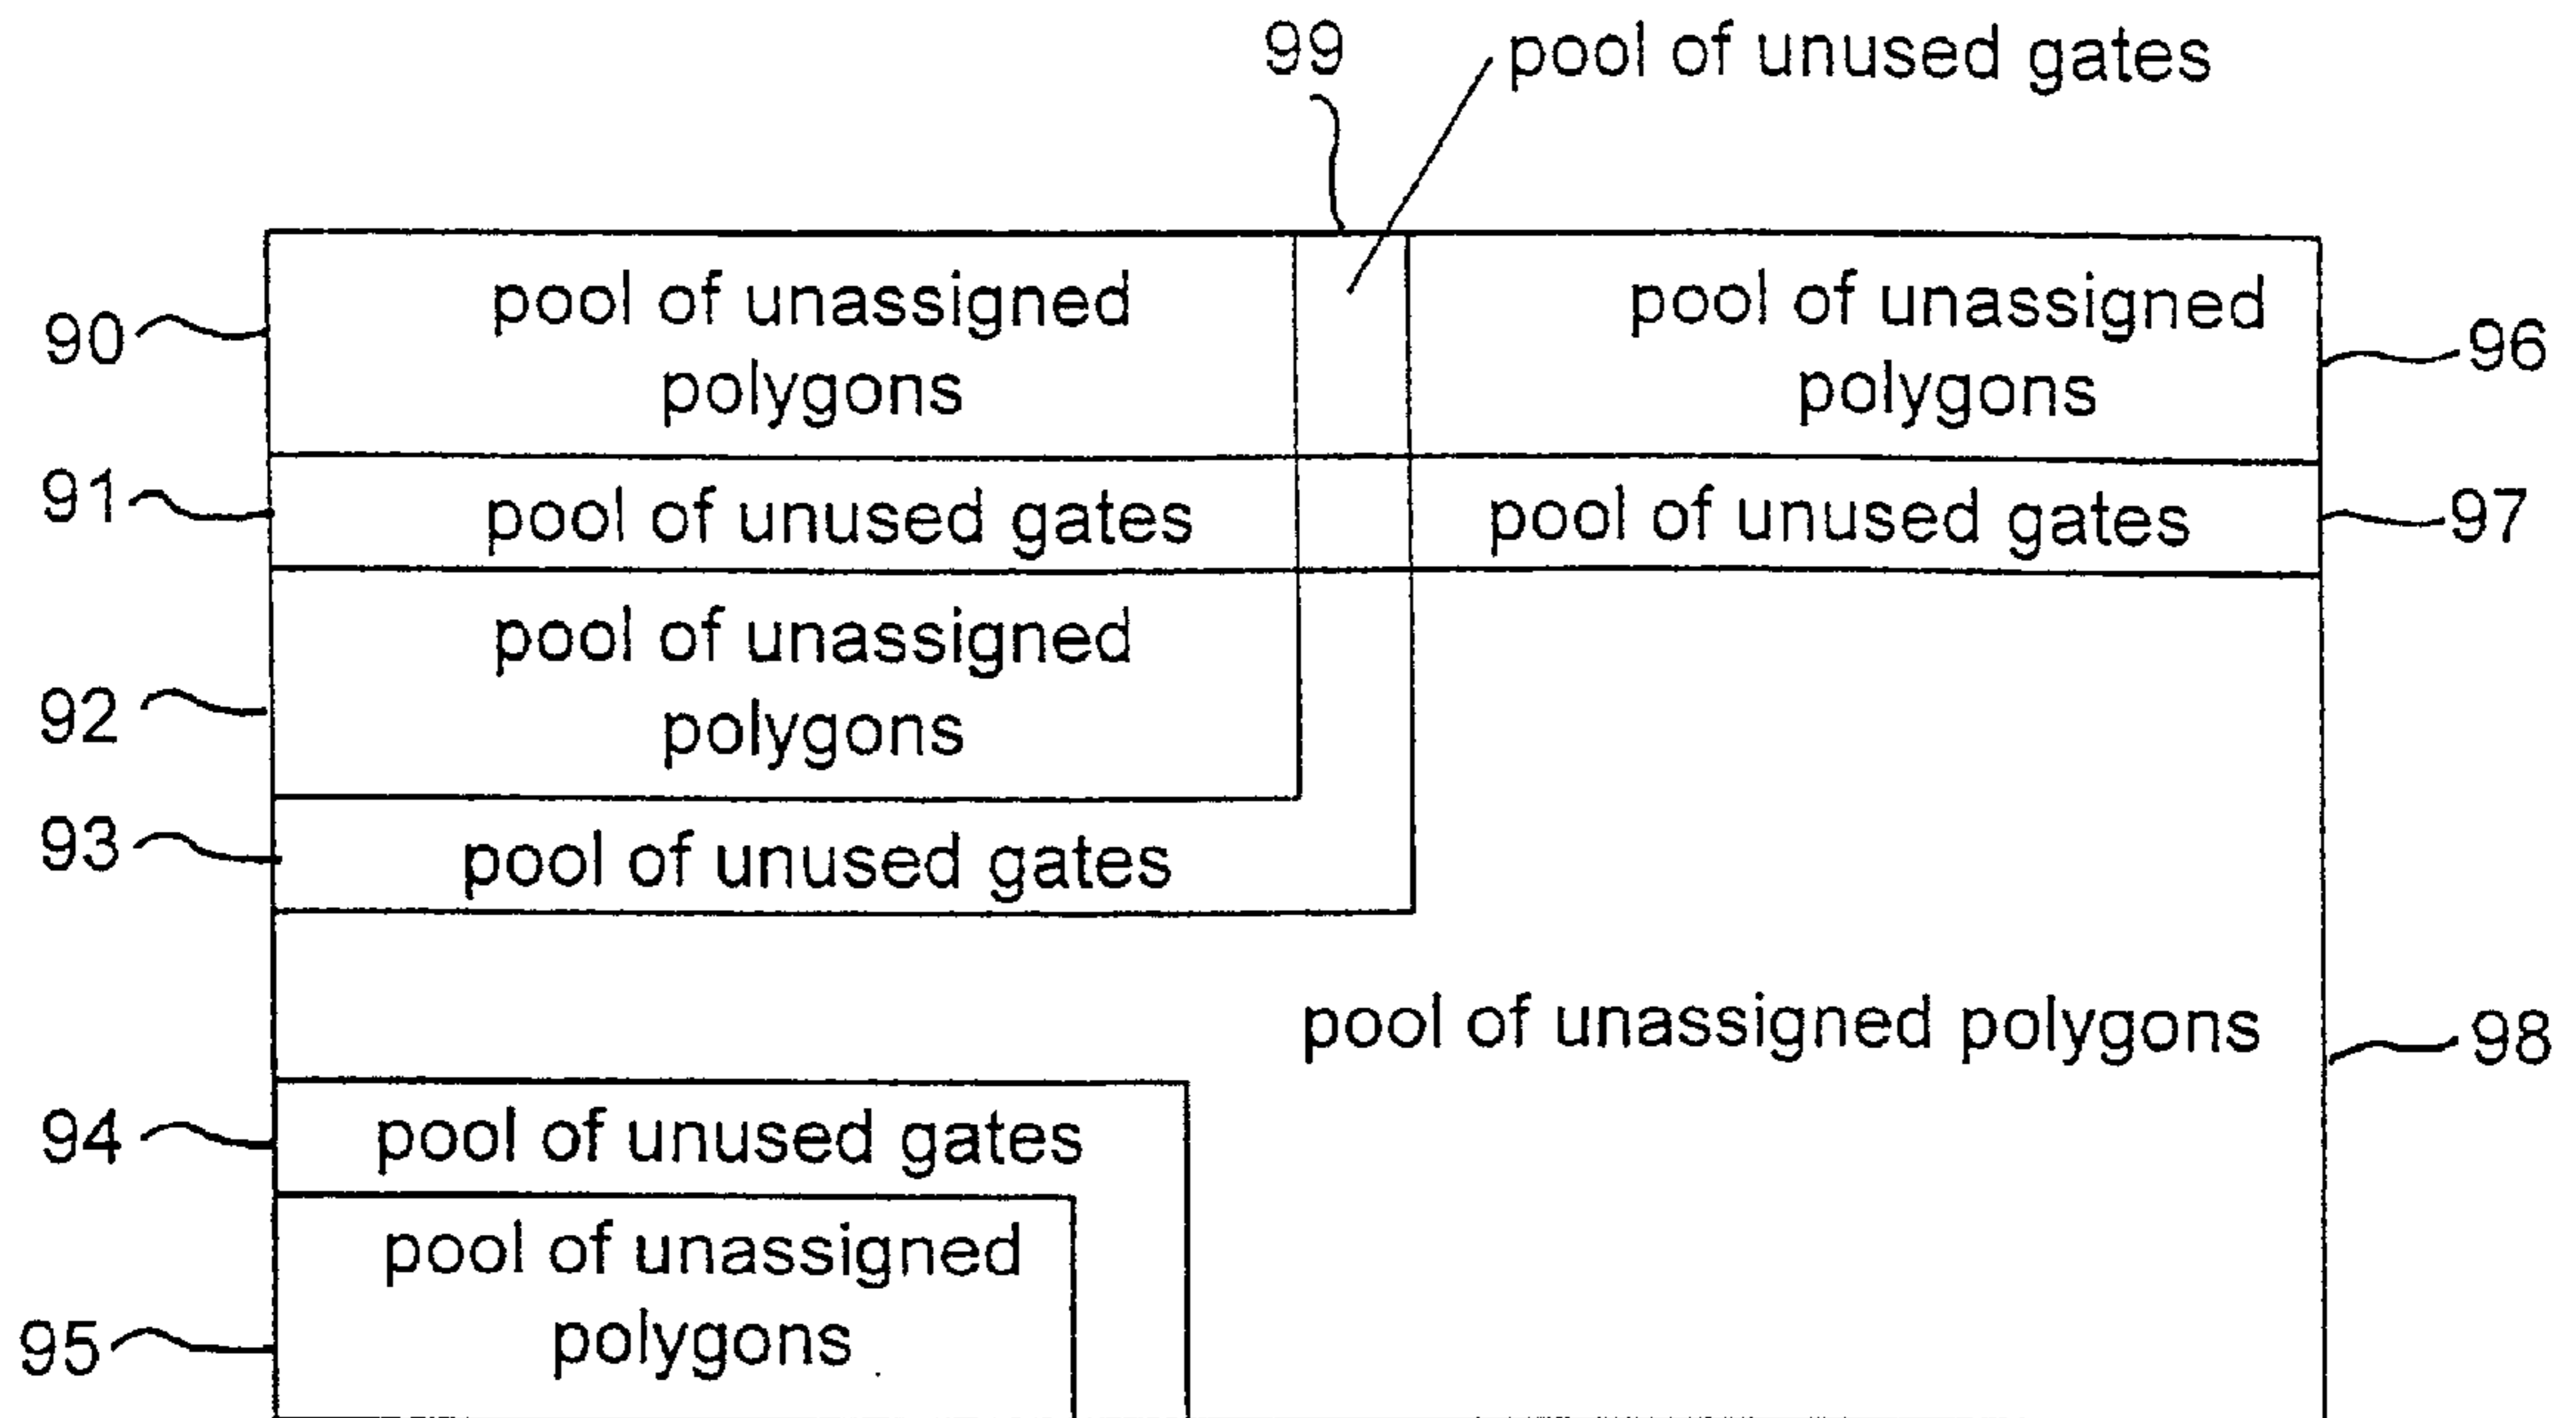 99
pool of unused gates
90
pool of unassigned
polygons
pool of unassigned
polygons
96
91
pool of unused gates
pool of unused gates
97
92
pool of unassigned
polygons
93
pool of unused gates
pool of unassigned polygons
98
94
pool of unused gates
95
pool of unassigned
polygons